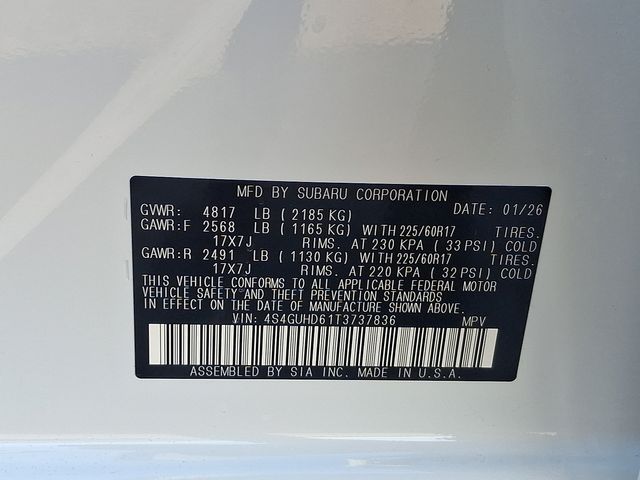 MFD BY SUBARU CORPORATION
GVWR: 4817 LB ( 2185 KG) DATE: 01/26
GAWR:F 2568 LB ( 1165 KG) WITH 225/60R17 TIRES.
17X7J RIMS. AT 230 KPA ( 33 PSI) COLD
GAWR:R 2491 LB ( 1130 KG) WITH 225/60R17 TIRES.
17X7J RIMS. AT 220 KPA ( 32 PSI) COLD
THIS VEHICLE CONFORMS TO ALL APPLICABLE FEDERAL MOTOR
VEHICLE SAFETY AND THEFT PREVENTION STANDARDS
IN EFFECT ON THE DATE OF MANUFACTURE SHOWN ABOVE.
VIN: 4S4GUHD61T3737836 MPV
ASSEMBLED BY SIA INC. MADE IN U.S.A.